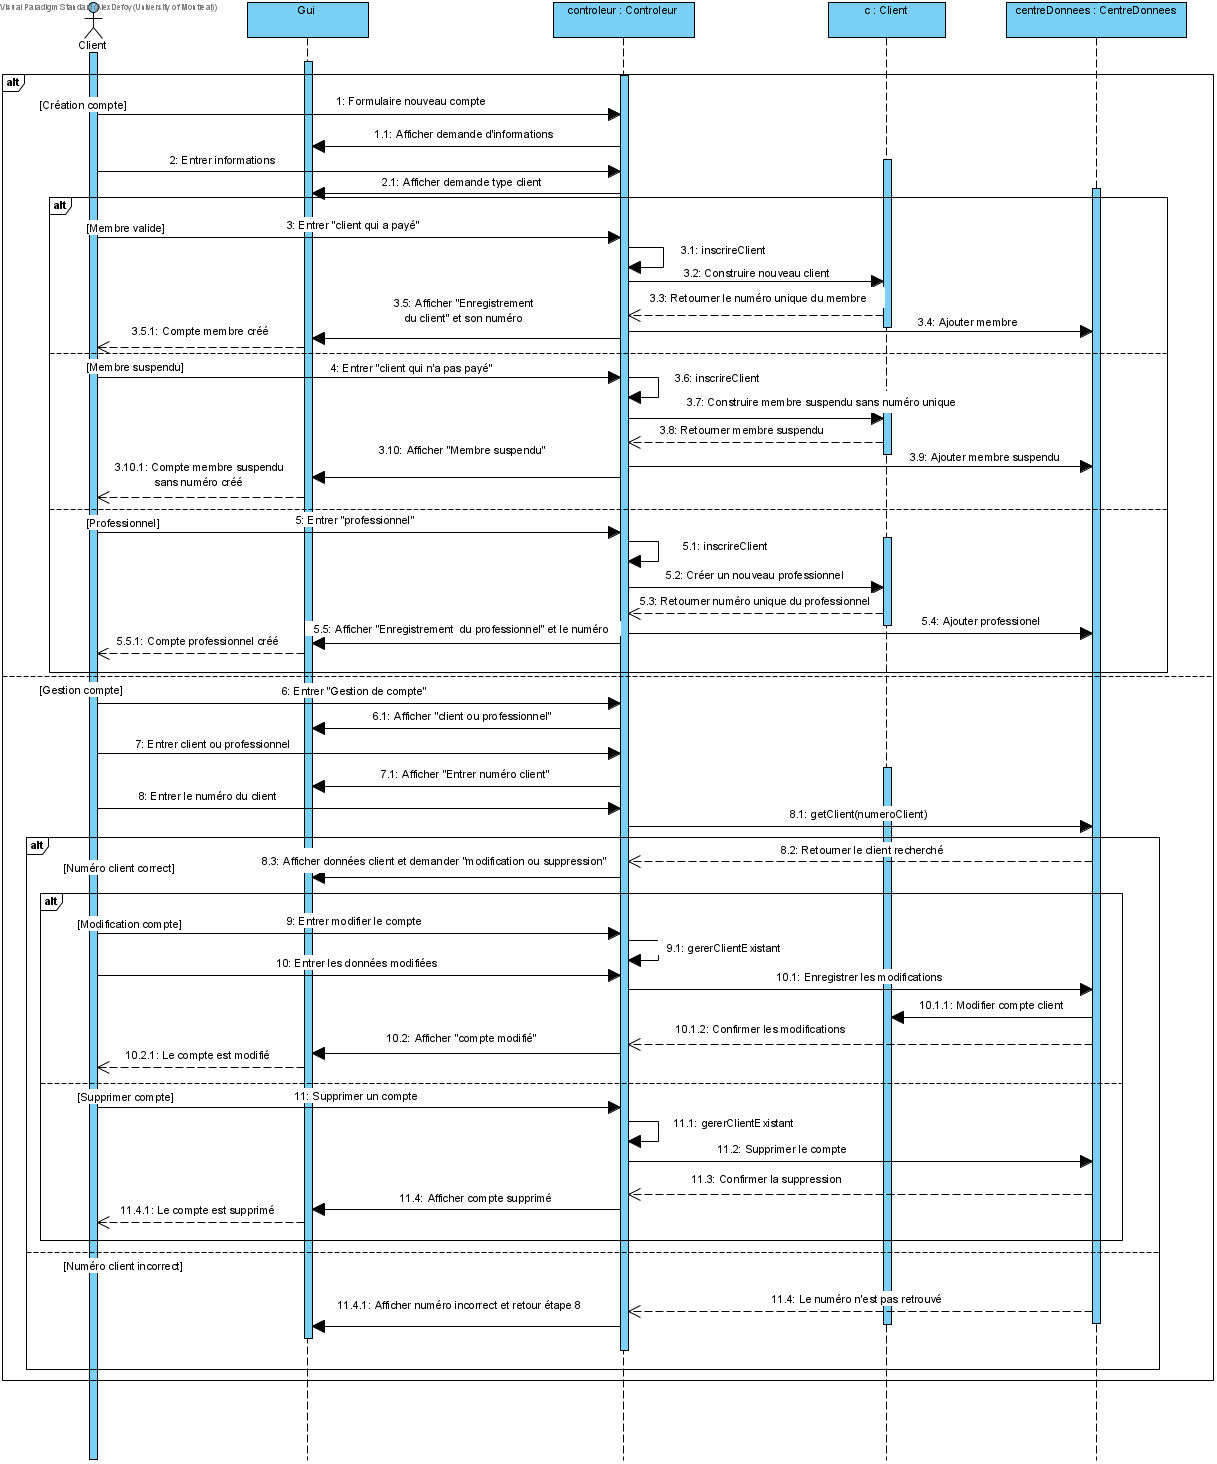 Visual Paradigm Standard(AlexDefoy(University of Montreal))
Client
Gui
controleur : Controleur
c : Client
centreDonnees : CentreDonnees
alt
[Création compte]
1: Formulaire nouveau compte
1.1: Afficher demande d'informations
2: Entrer informations
2.1: Afficher demande type client
alt
[Membre valide]
3: Entrer "client qui a payé"
3.1: inscrireClient
3.2: Construire nouveau client
3.3: Retourner le numéro unique du membre
3.5: Afficher "Enregistrement
du client" et son numéro
3.4: Ajouter membre
3.5.1: Compte membre créé
[Membre suspendu]
4: Entrer "client qui n'a pas payé"
3.6: inscrireClient
3.7: Construire membre suspendu sans numéro unique
3.8: Retourner membre suspendu
3.10: Afficher "Membre suspendu"
3.9: Ajouter membre suspendu
3.10.1: Compte membre suspendu
sans numéro créé
[Professionnel]
5: Entrer "professionnel"
5.1: inscrireClient
5.2: Créer un nouveau professionnel
5.3: Retourner numéro unique du professionnel
5.5: Afficher "Enregistrement  du professionnel" et le numéro
5.4: Ajouter professionel
5.5.1: Compte professionnel créé
[Gestion compte]
6: Entrer "Gestion de compte"
6.1: Afficher "client ou professionnel"
7: Entrer client ou professionnel
7.1: Afficher "Entrer numéro client"
8: Entrer le numéro du client
8.1: getClient(numeroClient)
alt
8.2: Retourner le client recherché
[Numéro client correct]
8.3: Afficher données client et demander "modification ou suppression"
alt
[Modification compte]
9: Entrer modifier le compte
9.1: gererClientExistant
10: Entrer les données modifiées
10.1: Enregistrer les modifications
10.1.1: Modifier compte client
10.1.2: Confirmer les modifications
10.2: Afficher "compte modifié"
10.2.1: Le compte est modifié
[Supprimer compte]
11: Supprimer un compte
11.1: gererClientExistant
11.2: Supprimer le compte
11.3: Confirmer la suppression
11.4: Afficher compte supprimé
11.4.1: Le compte est supprimé
[Numéro client incorrect]
11.4: Le numéro n'est pas retrouvé
11.4.1: Afficher numéro incorrect et retour étape 8